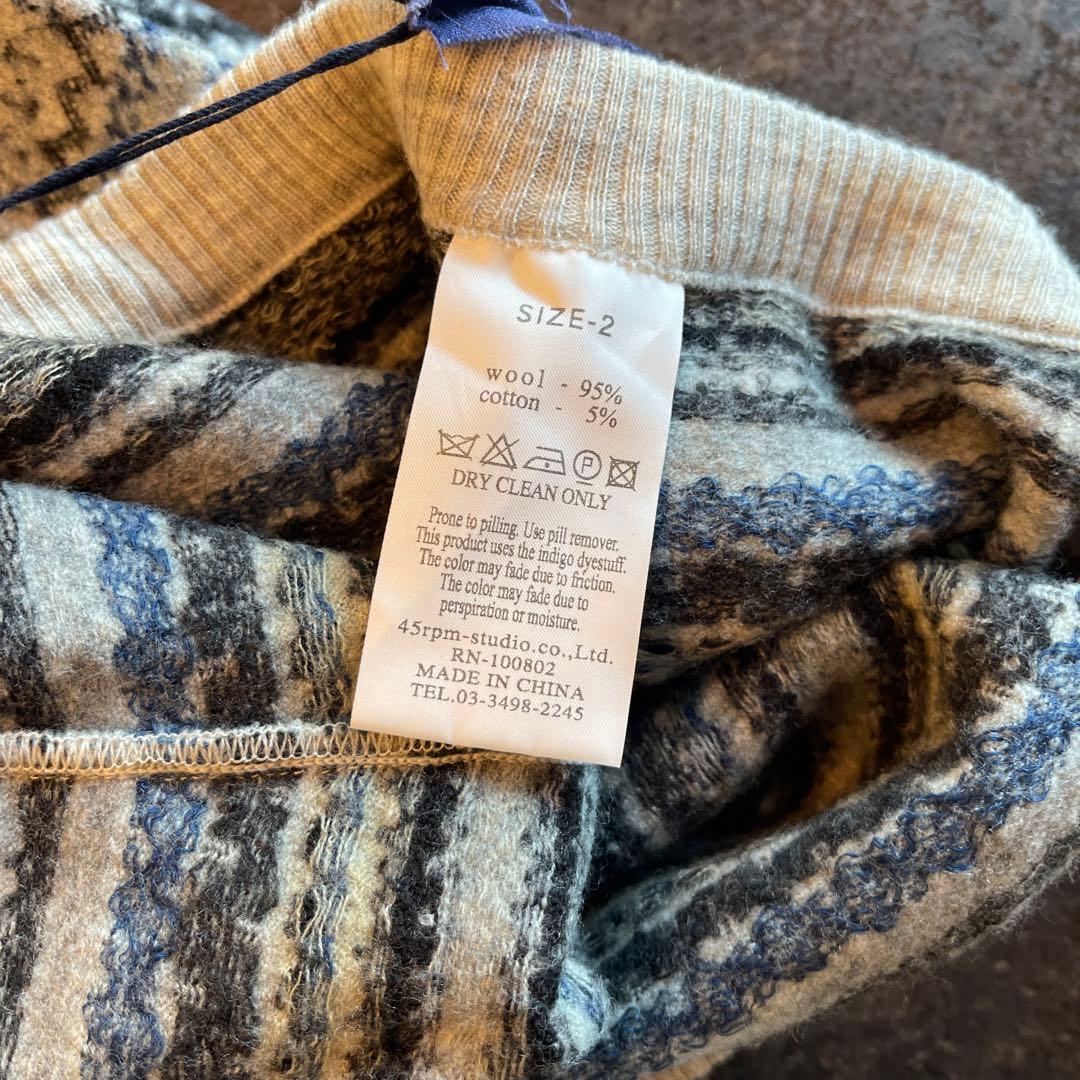 SIZE-2
wool - 95%
cotton - 5%
P
DRY CLEAN ONLY
Prone to pilling. Use pill remover.
This product uses the indigo dyestuff.
The color may fade due to friction.
The color may fade due to
perspiration or moisture.
45rpm-studio.co.,Ltd.
RN-100802
MADE IN CHINA
TEL.03-3498-2245